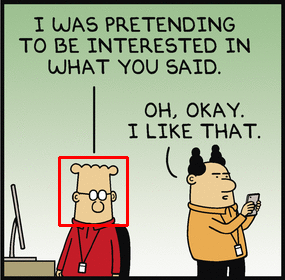 I WAS PRETENDING
TO BE INTERESTED IN
WHAT YOU SAID.
OH, OKAY.
I LIKE THAT.